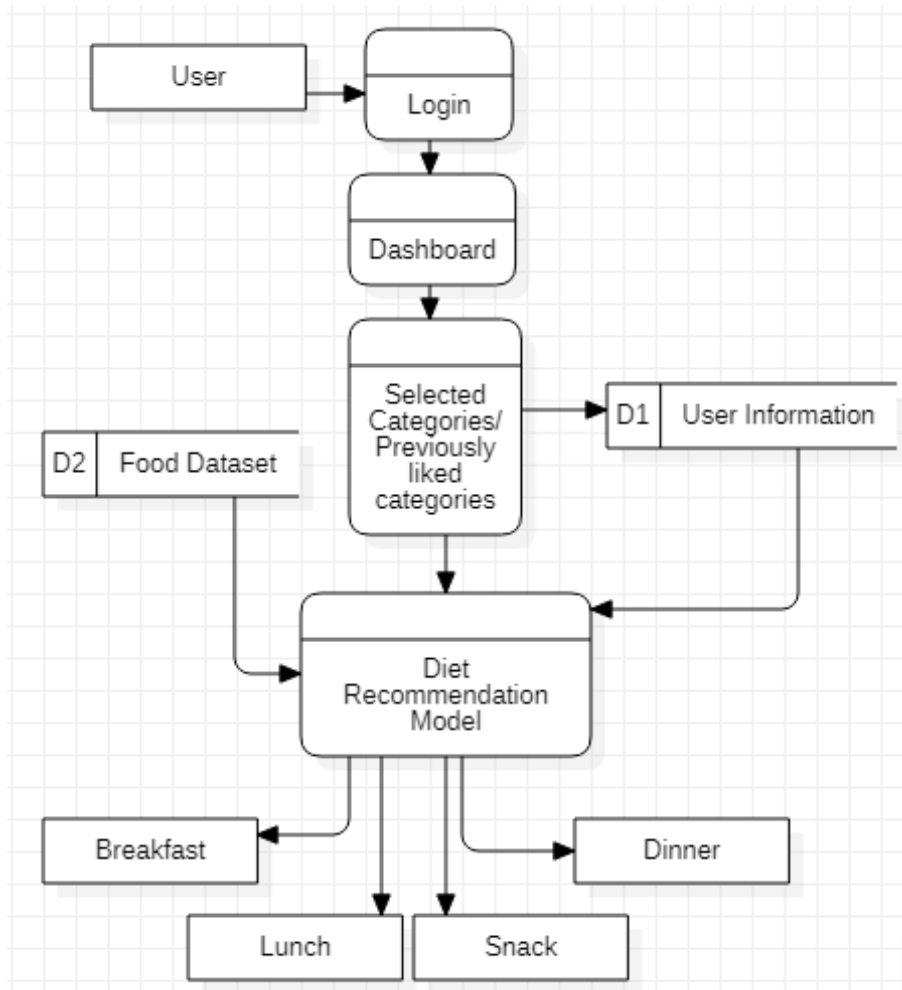 User
Login
Dashboard
Selected
Categories/
Previously
liked
categories
D1 User Information
D2 Food Dataset
Diet
Recommendation
Model
Breakfast
Dinner
Lunch
Snack